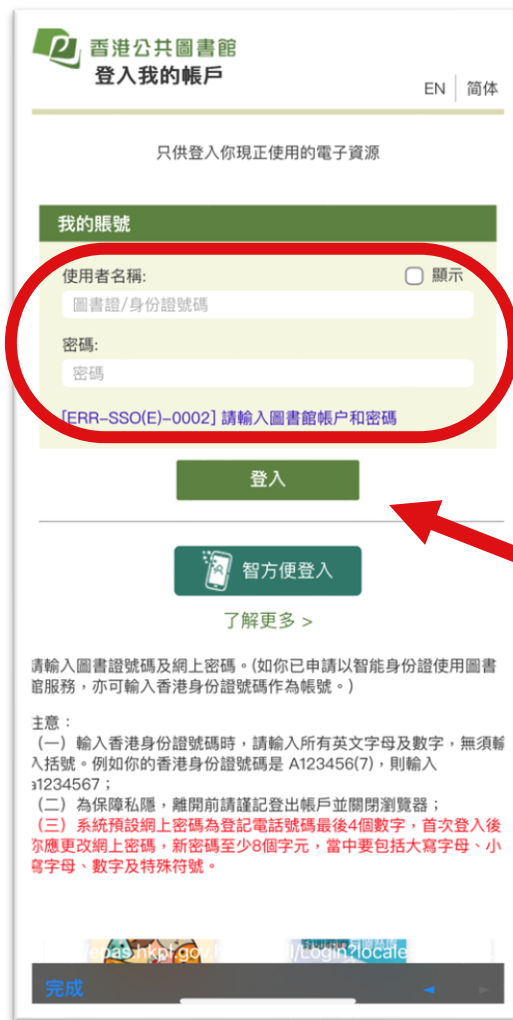 香港公共圖書館
登入我的帳戶
EN | 简体
只供登入你現正使用的電子資源
我的賬號
使用者名稱:
顯示
圖書證/身份證號碼
密碼:
密碼
[ERR-SSO(E)-0002] 請輸入圖書館帳户和密碼
登入
智方便登入
了解更多 >
請輸入圖書證號碼及網上密碼。(如你已申請以智能身份證使用圖書
館服務，亦可輸入香港身份證號碼作為帳號。)
注意：
（一）輸入香港身份證號碼時，請輸入所有英文字母及數字，無須輸
入括號。例如你的香港身份證號碼是 A123456(7)，則輸入
a1234567；
（二）為保障私隱，離開前請謹記登出帳戶並關閉瀏覽器；
（三）系統預設網上密碼為登記電話號碼最後4個數字，首次登入後
你應更改網上密碼，新密碼至少8個字元，當中要包括大寫字母、小
寫字母、數字及特殊符號。
epas.hkpl.gov
/Login?locale
完成